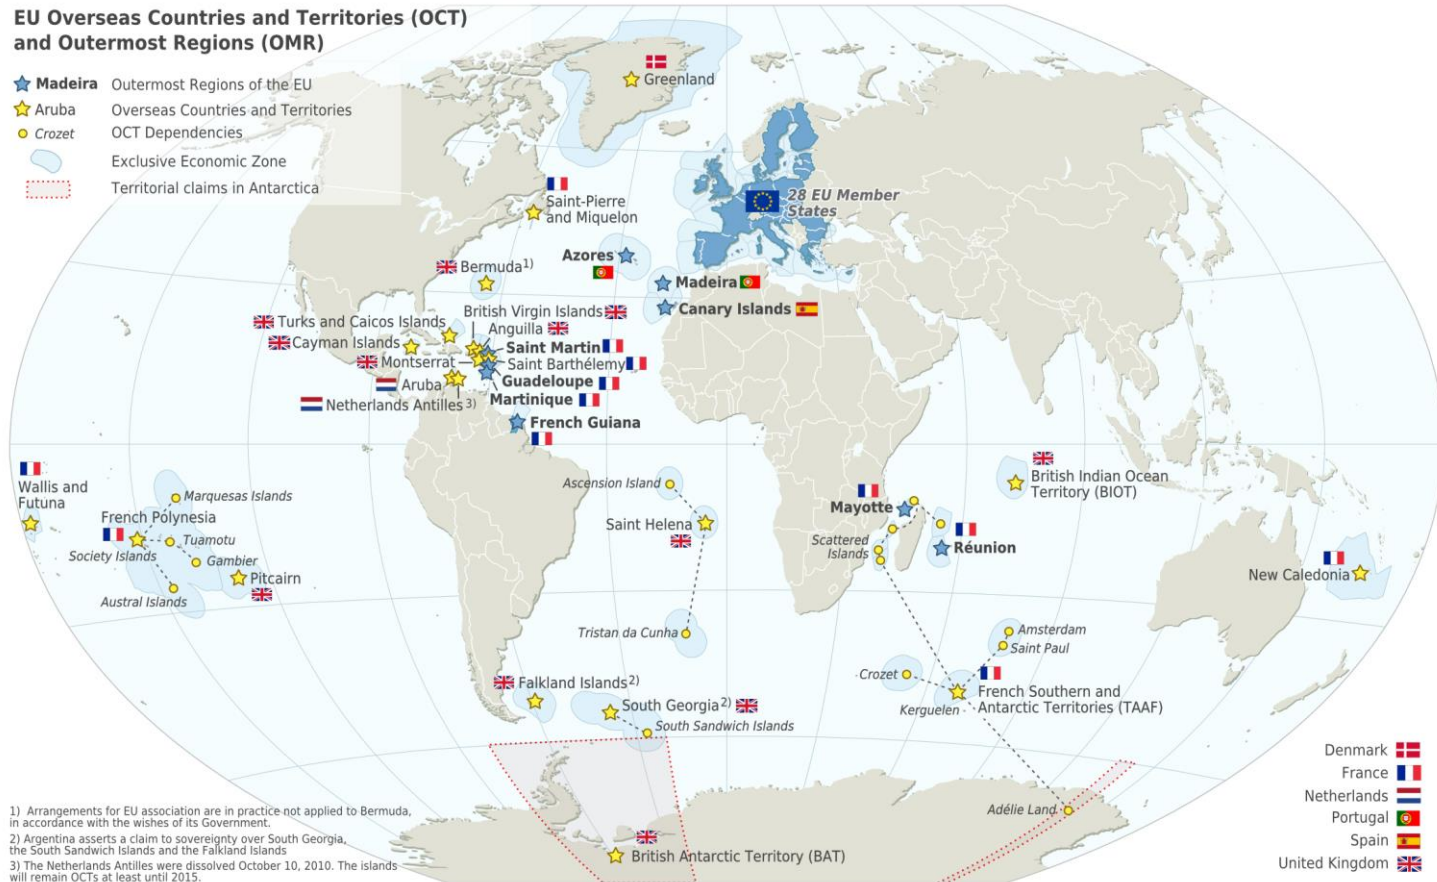 EU Overseas Countries and Territories (OCT)
and Outermost Regions (OMR)
Madeira Outermost Regions of the EU
Aruba Overseas Countries and Territories
Crozet OCT Dependencies
Exclusive Economic Zone
Territorial claims in Antarctica
Greenland
28 EU Member
States
Saint-Pierre
and Miquelon
Azores
Bermuda1)
Madeira
Canary Islands
British Virgin Islands
Turks and Caicos Islands
Anguilla
Cayman Islands
Saint Martin
Montserrat
Saint Barthélemy
Aruba
Guadeloupe
Martinique
Netherlands Antilles3)
French Guiana
Wallis and
Futuna
Marquesas Islands
French Polynesia
Society Islands
Tuamotu
Gambier
Pitcairn
Austral Islands
Ascension Island
Saint Helena
Tristan da Cunha
British Indian Ocean
Territory (BIOT)
Mayotte
Scattered
Islands
Réunion
New Caledonia
Amsterdam
Saint Paul
Crozet
Kerguelen
French Southern and
Antarctic Territories (TAAF)
Falkland Islands2)
South Georgia2)
South Sandwich Islands
Adélie Land
British Antarctic Territory (BAT)
Denmark
France
Netherlands
Portugal
Spain
United Kingdom
1) Arrangements for EU association are in practice not applied to Bermuda,
in accordance with the wishes of its Government.
2) Argentina asserts a claim to sovereignty over South Georgia,
the South Sandwich Islands and the Falkland Islands
3) The Netherlands Antilles were dissolved October 10, 2010. The islands
will remain OCTs at least until 2015.